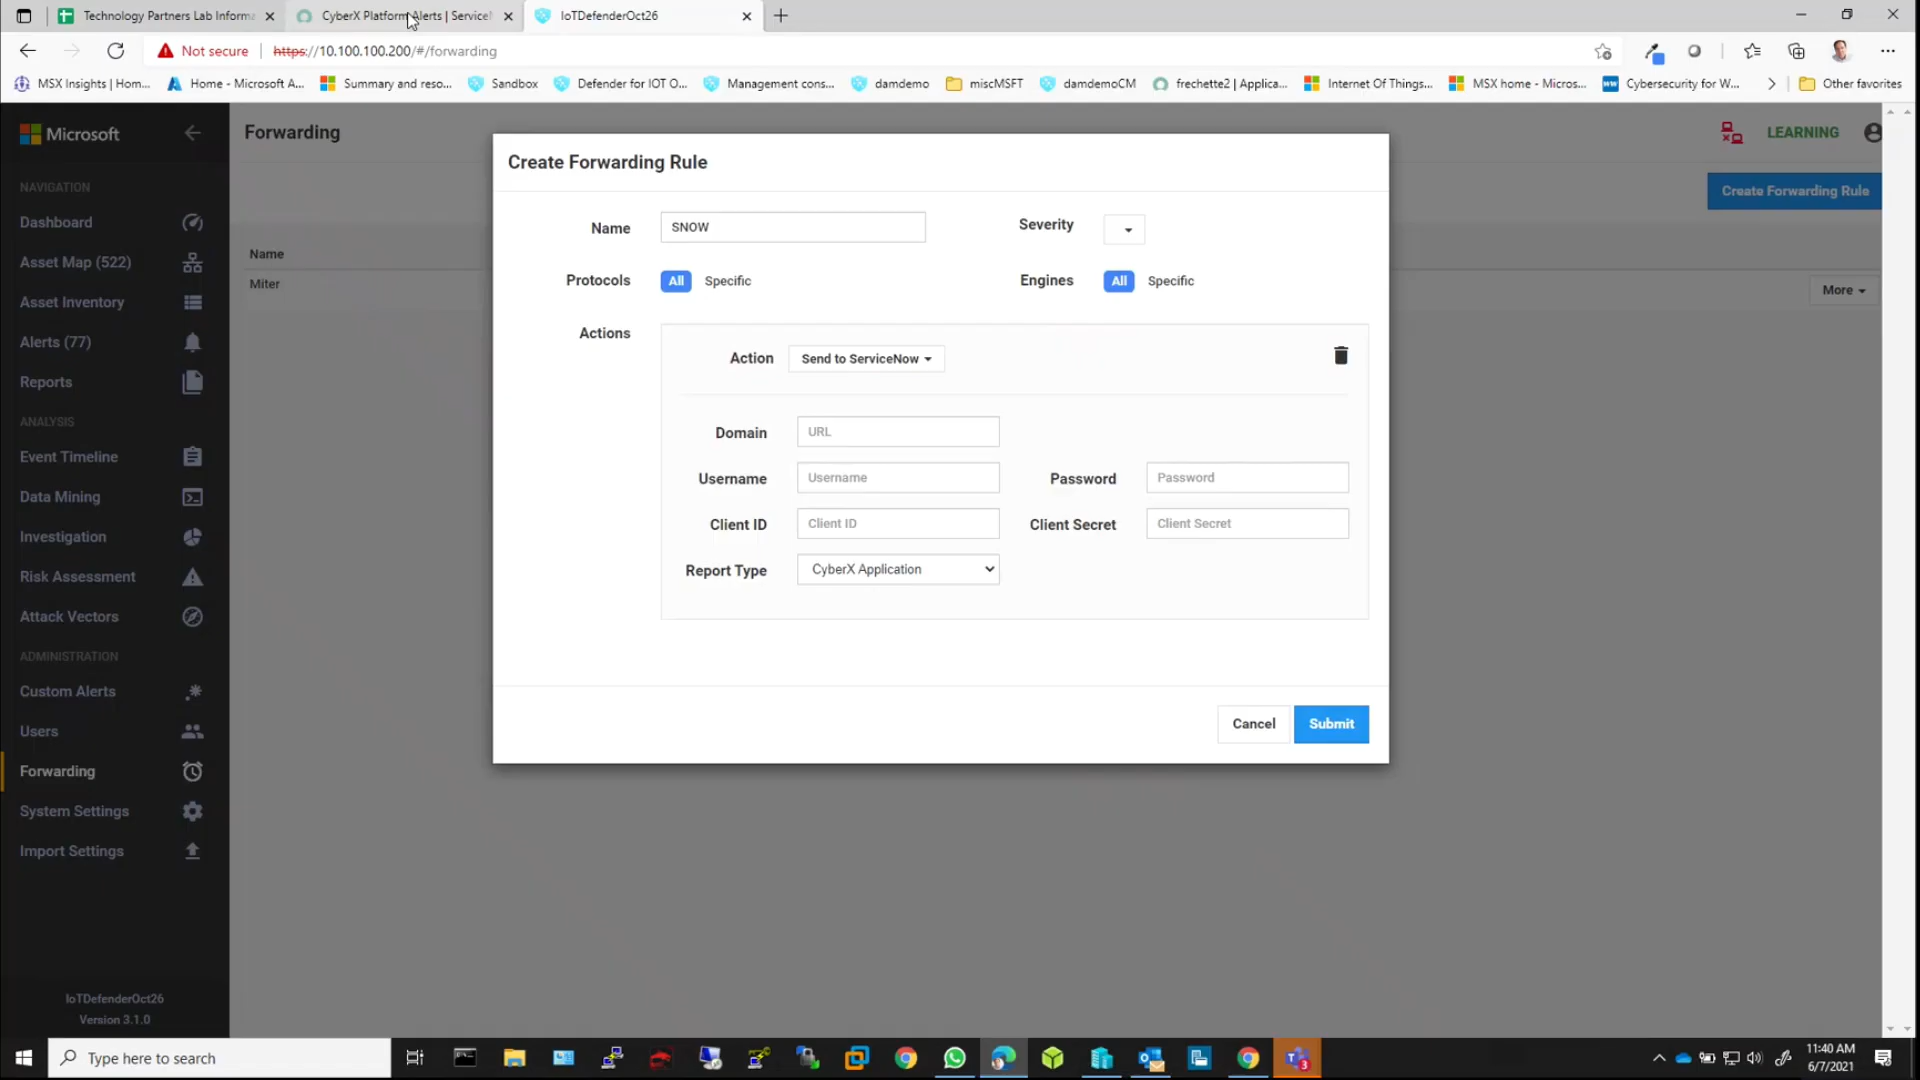 Technology Partners Lab Informa
CyberX Platform Alerts | Service
IoTDefenderOct26
Not secure
https://10.100.100.200/#/forwarding
MSX Insights | Hom...
Home - Microsoft A...
Summary and reso...
Sandbox
Defender for IOT O...
Management cons...
damdemo
miscMSFT
damdemoCM
frechette2 | Applica...
Internet Of Things...
MSX home - Micros...
Cybersecurity for W...
Other favorites
Microsoft
Forwarding
LEARNING
Create Forwarding Rule
NAVIGATION
Dashboard
Asset Map (522)
Asset Inventory
Alerts (77)
Reports
ANALYSIS
Event Timeline
Data Mining
Investigation
Risk Assessment
Attack Vectors
ADMINISTRATION
Custom Alerts
Users
Forwarding
System Settings
Import Settings
IoTDefenderOct26
Version 3.1.0
Name
Miter
More
Create Forwarding Rule
Name
SNOW
Severity
Protocols
All
Specific
Engines
All
Specific
Actions
Action
Send to ServiceNow
Domain
URL
Username
Username
Password
Password
Client ID
Client ID
Client Secret
Client Secret
Report Type
CyberX Application
Cancel
Submit
Type here to search
11:40 AM
6/7/2021